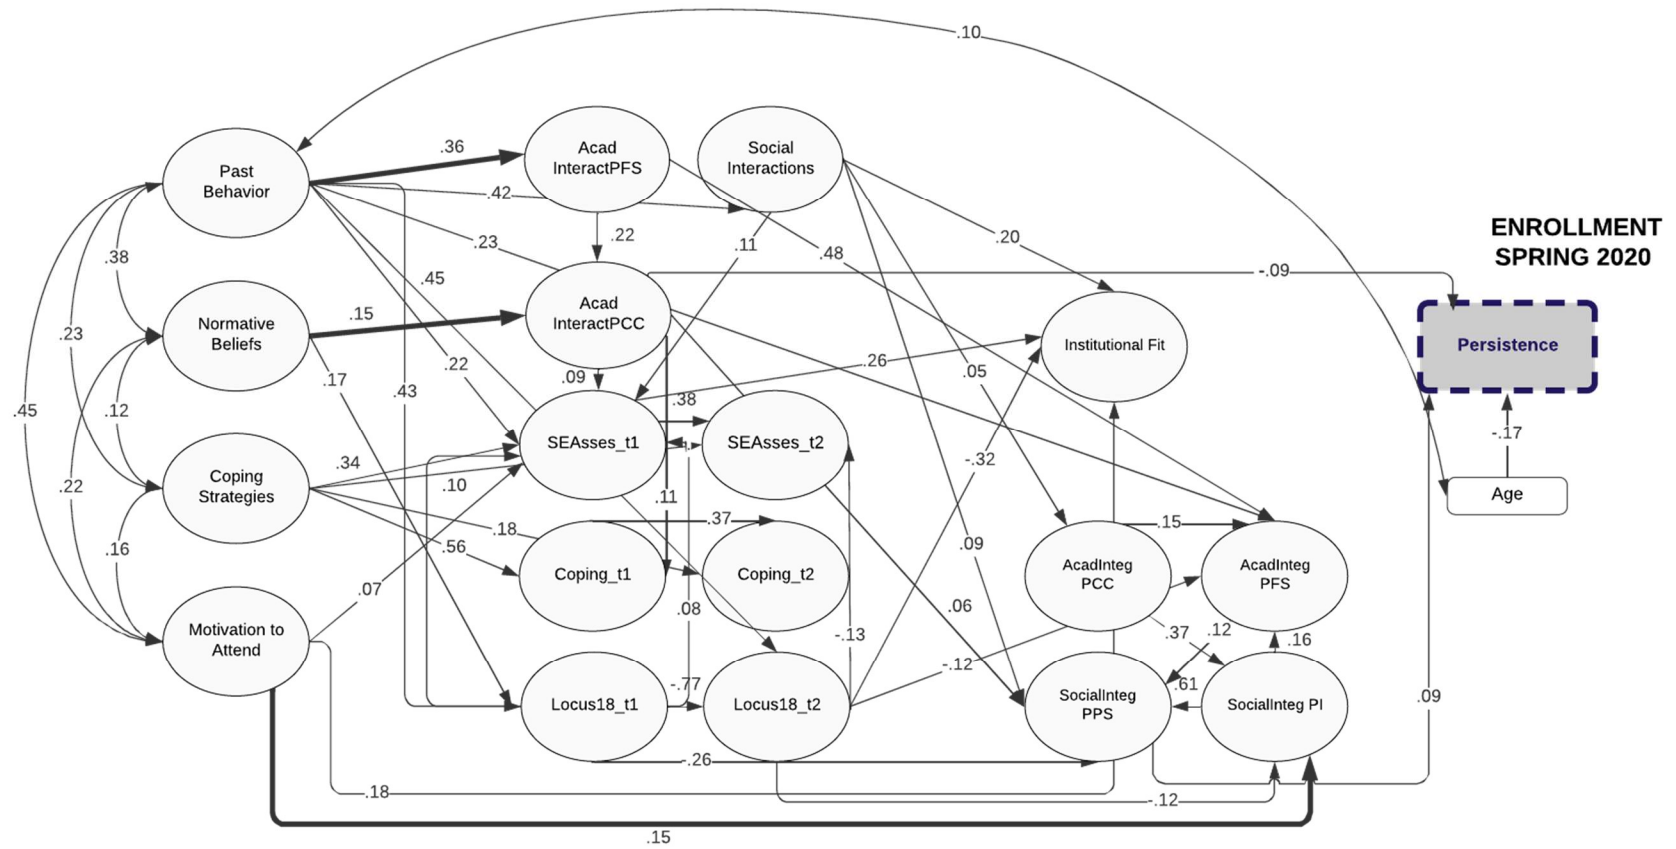 .10
Past
Behavior
.36
Acad
InteractPFS
Social
Interactions
.42
.22
.23
.11
.48
.20
ENROLLMENT
SPRING 2020
.38
.45
-.09
Normative
Beliefs
.15
Acad
InteractPCC
Institutional Fit
Persistence
.23
.17
.22
.09
.26
.05
.43
.38
.45
.12
SEAsses_t1
SEAsses_t2
-.17
Coping
Strategies
.34
.10
-.32
Age
.22
.11
.18
.37
.15
.16
.56
.09
Coping_t1
Coping_t2
AcadInteg
PCC
AcadInteg
PFS
.07
.08
.06
Motivation to
Attend
-.13
.37
.12
.16
-.12
-.77
.61
Locus18_t1
Locus18_t2
SocialInteg
PPS
SocialInteg PI
.09
-.26
.18
-.12
.15